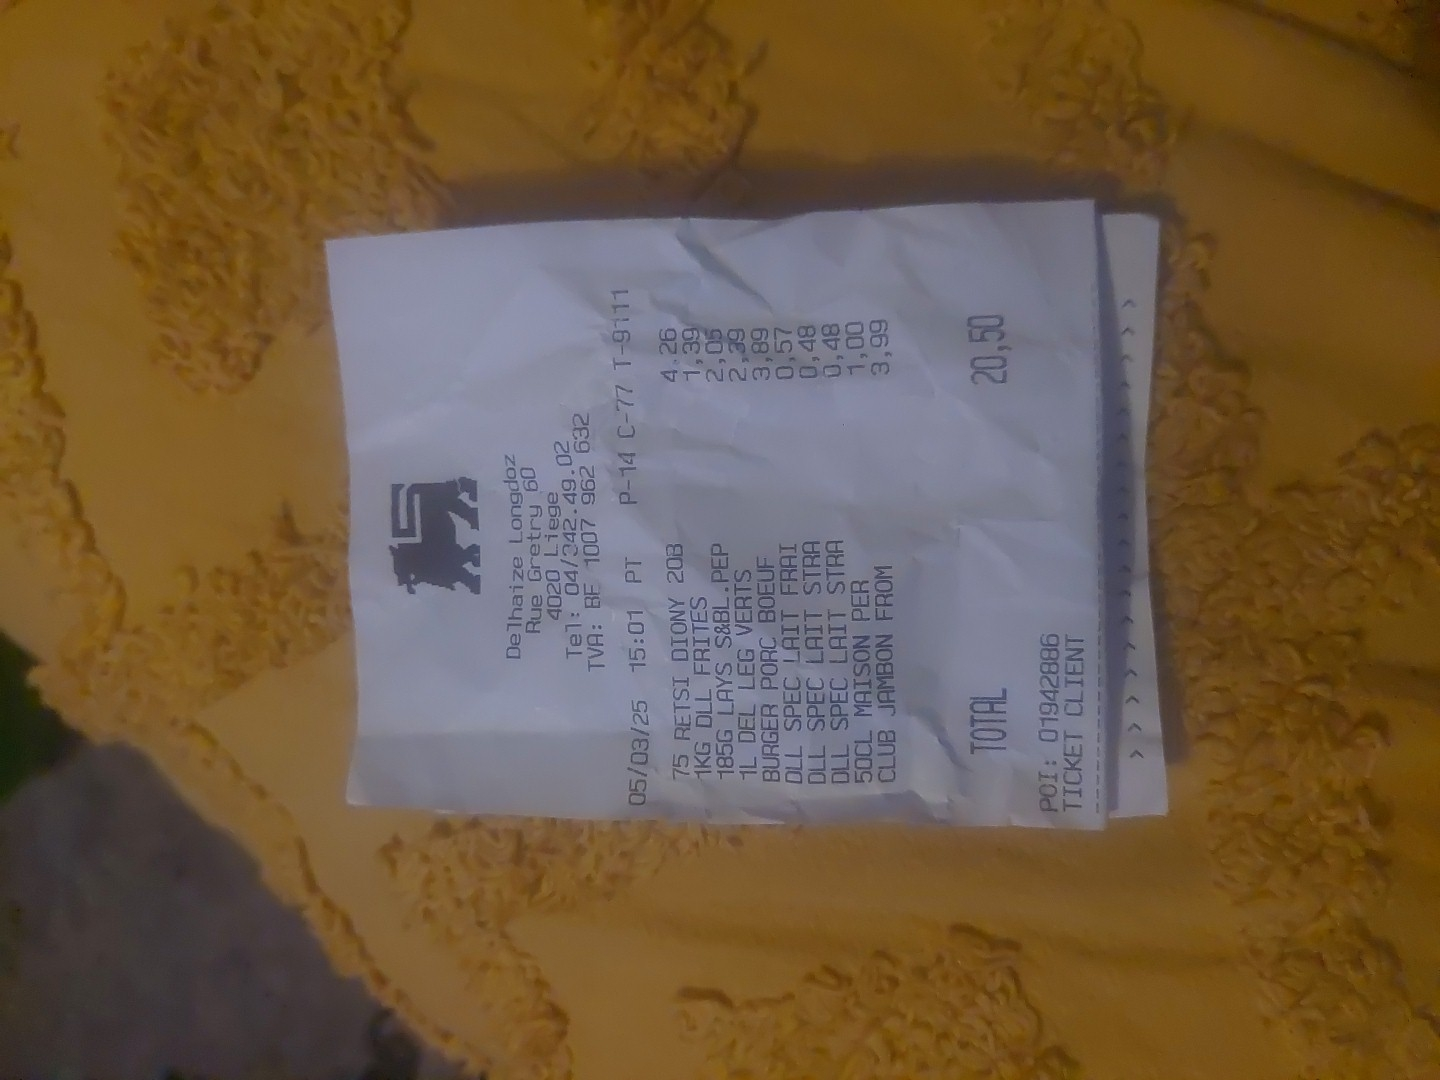 Delhaize Longdoz
Rue Gretry 60
4020 Liege
Tel: 04/342.49.02
TVA: BE 1007 962 632
05/03/25 15:01 PT P-14 C-77 T-9111
75 RETSI DIONY 20B 4,26
1KG DLL FRITES 1,39
185G LAYS S&BL.PEP 2,05
1L DEL LEG VERTS 2,39
BURGER PORC BOEUF 3,89
DLL SPEC LAIT FRAI 0,57
DLL SPEC LAIT STRA 0,48
DLL SPEC LAIT STRA 0,48
50CL MAISON PER 1,00
CLUB JAMBON FROM 3,99
TOTAL 20,50
POI: 01942886
TICKET CLIENT